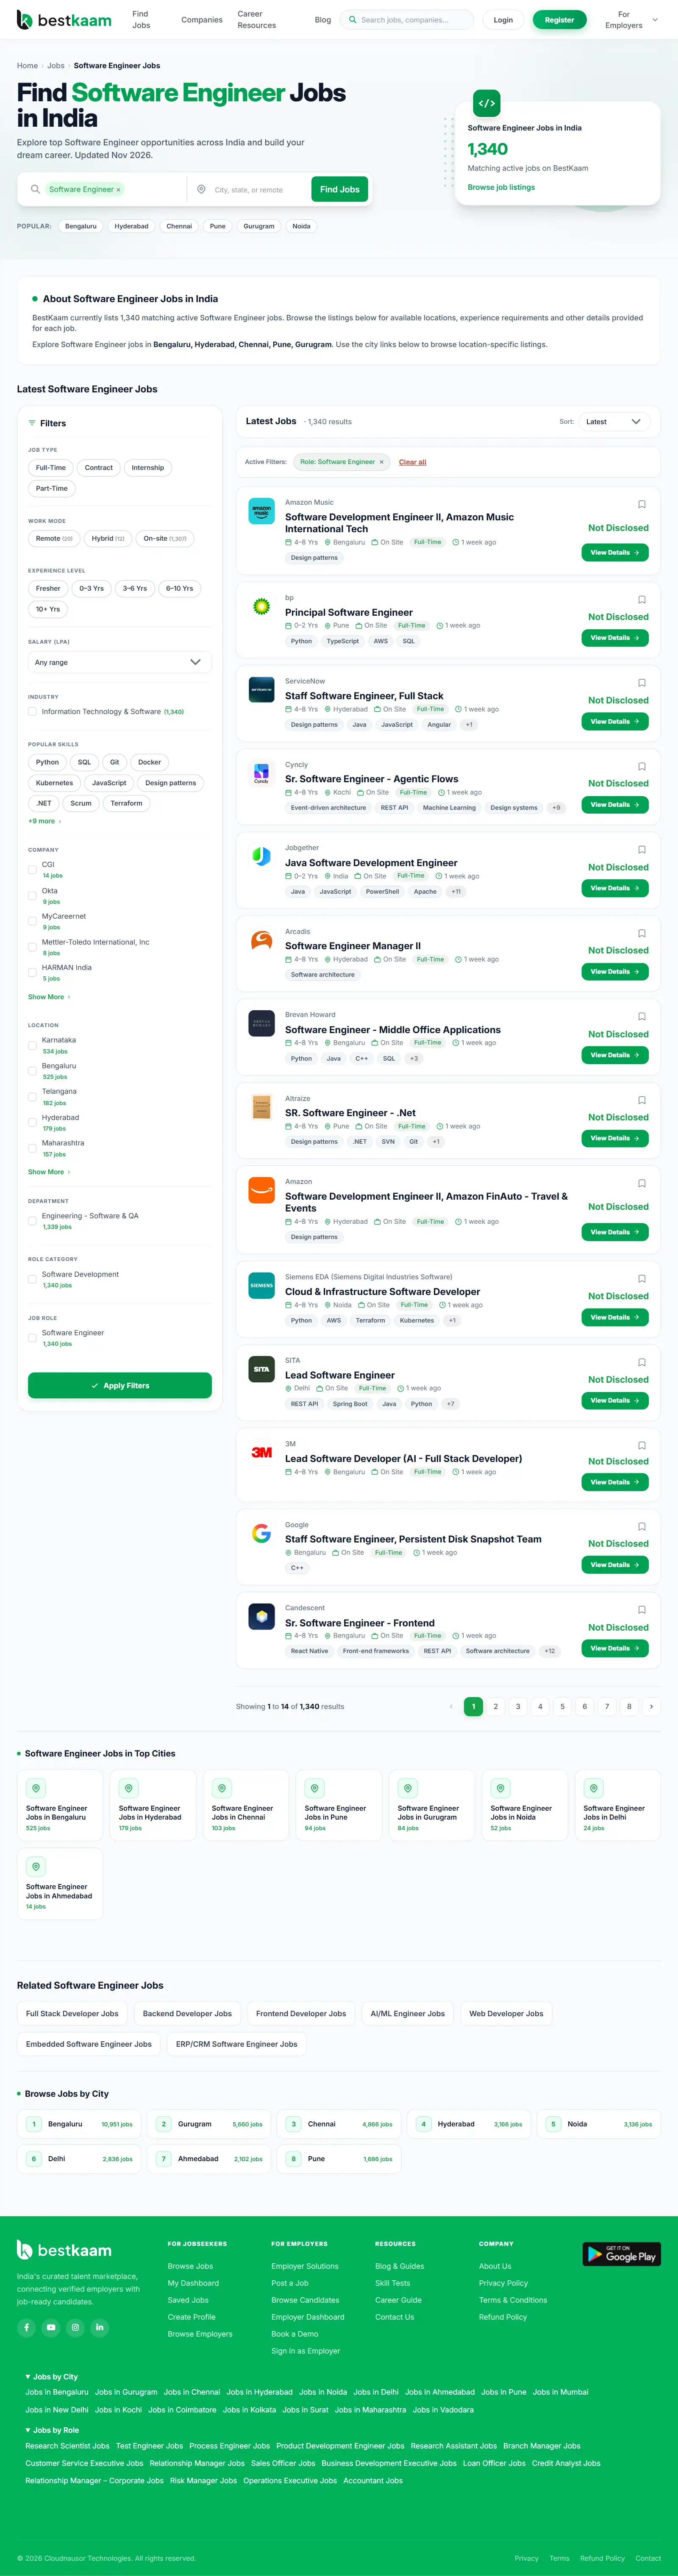 bestkaam
Find Jobs
Companies
Career Resources
Blog
Search jobs, companies...
Login
Register
For Employers
Home › Jobs › Software Engineer Jobs
Find Software Engineer Jobs
in India
Explore top Software Engineer opportunities across India and build your
dream career. Updated Nov 2026.
Software Engineer ×
City, state, or remote
Find Jobs
POPULAR:
Bengaluru
Hyderabad
Chennai
Pune
Gurugram
Noida
</>
Software Engineer Jobs in India
1,340
Matching active jobs on BestKaam
Browse job listings
About Software Engineer Jobs in India
BestKaam currently lists 1,340 matching active Software Engineer jobs. Browse the listings below for available locations, experience requirements and other details provided
for each job.
Explore Software Engineer jobs in Bengaluru, Hyderabad, Chennai, Pune, Gurugram. Use the city links below to browse location-specific listings.
Latest Software Engineer Jobs
Filters
JOB TYPE
Full-Time
Contract
Internship
Part-Time
WORK MODE
Remote (20)
Hybrid (12)
On-site (1,307)
EXPERIENCE LEVEL
Fresher
0–3 Yrs
3–6 Yrs
6–10 Yrs
10+ Yrs
SALARY (LPA)
Any range
INDUSTRY
Information Technology & Software (1,340)
POPULAR SKILLS
Python
SQL
Git
Docker
Kubernetes
JavaScript
Design patterns
.NET
Scrum
Terraform
+9 more ›
COMPANY
CGI
14 jobs
Okta
9 jobs
MyCareernet
9 jobs
Mettler-Toledo International, Inc
8 jobs
HARMAN India
5 jobs
Show More ›
LOCATION
Karnataka
534 jobs
Bengaluru
525 jobs
Telangana
182 jobs
Hyderabad
179 jobs
Maharashtra
157 jobs
Show More ›
DEPARTMENT
Engineering - Software & QA
1,339 jobs
ROLE CATEGORY
Software Development
1,340 jobs
JOB ROLE
Software Engineer
1,340 jobs
Apply Filters
Latest Jobs · 1,340 results
Sort: Latest
Active Filters: Role: Software Engineer × Clear all
amazon music
Amazon Music
Software Development Engineer II, Amazon Music
International Tech
4–8 Yrs Bengaluru On Site Full-Time 1 week ago
Design patterns
Not Disclosed
View Details →
bp
Principal Software Engineer
0–2 Yrs Pune On Site Full-Time 1 week ago
Python TypeScript AWS SQL
Not Disclosed
View Details →
servicenow
ServiceNow
Staff Software Engineer, Full Stack
4–8 Yrs Hyderabad On Site Full-Time 1 week ago
Design patterns Java JavaScript Angular +1
Not Disclosed
View Details →
Cyncly
Cyncly
Sr. Software Engineer - Agentic Flows
4–8 Yrs Kochi On Site Full-Time 1 week ago
Event-driven architecture REST API Machine Learning Design systems +9
Not Disclosed
View Details →
Jobgether
Java Software Development Engineer
0–2 Yrs India On Site Full-Time 1 week ago
Java JavaScript PowerShell Apache +11
Not Disclosed
View Details →
Arcadis
Software Engineer Manager II
4–8 Yrs Hyderabad On Site Full-Time 1 week ago
Software architecture
Not Disclosed
View Details →
BREVAN HOWARD
Brevan Howard
Software Engineer - Middle Office Applications
4–8 Yrs Bengaluru On Site Full-Time 1 week ago
Python Java C++ SQL +3
Not Disclosed
View Details →
Altraize
SR. Software Engineer - .Net
4–8 Yrs Pune On Site Full-Time 1 week ago
Design patterns .NET SVN Git +1
Not Disclosed
View Details →
Amazon
Software Development Engineer II, Amazon FinAuto - Travel &
Events
4–8 Yrs Hyderabad On Site Full-Time 1 week ago
Design patterns
Not Disclosed
View Details →
SIEMENS
Siemens EDA (Siemens Digital Industries Software)
Cloud & Infrastructure Software Developer
4–8 Yrs Noida On Site Full-Time 1 week ago
Python AWS Terraform Kubernetes +1
Not Disclosed
View Details →
SITA
SITA
Lead Software Engineer
Delhi On Site Full-Time 1 week ago
REST API Spring Boot Java Python +7
Not Disclosed
View Details →
3M
3M
Lead Software Developer (AI - Full Stack Developer)
4–8 Yrs Bengaluru On Site Full-Time 1 week ago
Not Disclosed
View Details →
Google
Staff Software Engineer, Persistent Disk Snapshot Team
Bengaluru On Site Full-Time 1 week ago
C++
Not Disclosed
View Details →
Candescent
Sr. Software Engineer - Frontend
4–8 Yrs Bengaluru On Site Full-Time 1 week ago
React Native Front-end frameworks REST API Software architecture +12
Not Disclosed
View Details →
Showing 1 to 14 of 1,340 results
‹ 1 2 3 4 5 6 7 8 ›
Software Engineer Jobs in Top Cities
Software Engineer
Jobs in Bengaluru
525 jobs
Software Engineer
Jobs in Hyderabad
179 jobs
Software Engineer
Jobs in Chennai
103 jobs
Software Engineer
Jobs in Pune
94 jobs
Software Engineer
Jobs in Gurugram
84 jobs
Software Engineer
Jobs in Noida
52 jobs
Software Engineer
Jobs in Delhi
24 jobs
Software Engineer
Jobs in Ahmedabad
14 jobs
Related Software Engineer Jobs
Full Stack Developer Jobs
Backend Developer Jobs
Frontend Developer Jobs
AI/ML Engineer Jobs
Web Developer Jobs
Embedded Software Engineer Jobs
ERP/CRM Software Engineer Jobs
Browse Jobs by City
1 Bengaluru 10,951 jobs
2 Gurugram 5,660 jobs
3 Chennai 4,866 jobs
4 Hyderabad 3,166 jobs
5 Noida 3,136 jobs
6 Delhi 2,836 jobs
7 Ahmedabad 2,102 jobs
8 Pune 1,686 jobs
bestkaam
India's curated talent marketplace,
connecting verified employers with
job-ready candidates.
FOR JOBSEEKERS
Browse Jobs
My Dashboard
Saved Jobs
Create Profile
Browse Employers
FOR EMPLOYERS
Employer Solutions
Post a Job
Browse Candidates
Employer Dashboard
Book a Demo
Sign in as Employer
RESOURCES
Blog & Guides
Skill Tests
Career Guide
Contact Us
COMPANY
About Us
Privacy Policy
Terms & Conditions
Refund Policy
GET IT ON
Google Play
▼ Jobs by City
Jobs in Bengaluru Jobs in Gurugram Jobs in Chennai Jobs in Hyderabad Jobs in Noida Jobs in Delhi Jobs in Ahmedabad Jobs in Pune Jobs in Mumbai
Jobs in New Delhi Jobs in Kochi Jobs in Coimbatore Jobs in Kolkata Jobs in Surat Jobs in Maharashtra Jobs in Vadodara
▼ Jobs by Role
Research Scientist Jobs Test Engineer Jobs Process Engineer Jobs Product Development Engineer Jobs Research Assistant Jobs Branch Manager Jobs
Customer Service Executive Jobs Relationship Manager Jobs Sales Officer Jobs Business Development Executive Jobs Loan Officer Jobs Credit Analyst Jobs
Relationship Manager – Corporate Jobs Risk Manager Jobs Operations Executive Jobs Accountant Jobs
© 2026 Cloudnausor Technologies. All rights reserved.
Privacy Terms Refund Policy Contact